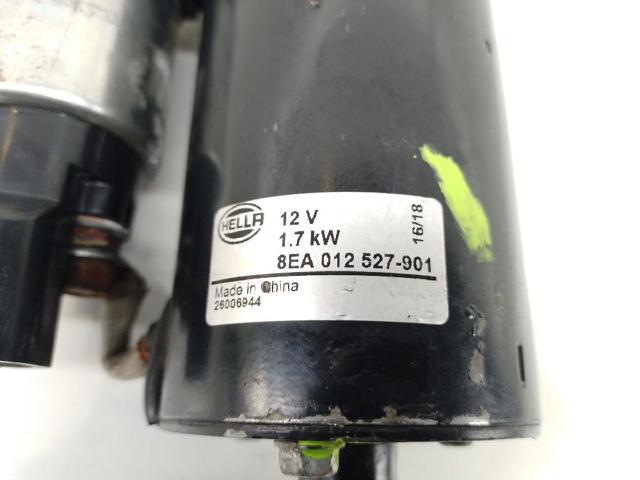 HELLA
12 V
1.7 kW
16/18
8EA 012 527-901
Made in China
26006944